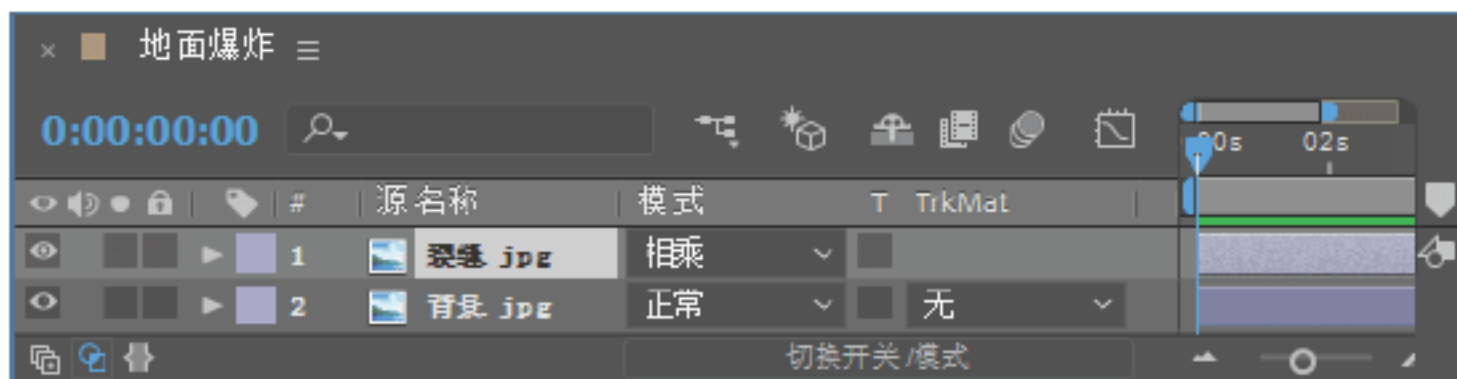 × 地面爆炸
0:00:00:00
00s 02s
# 源名称 模式 T TrkMat
1 裂缝.jpg 相乘
2 背景.jpg 正常 无
切换开关/模式